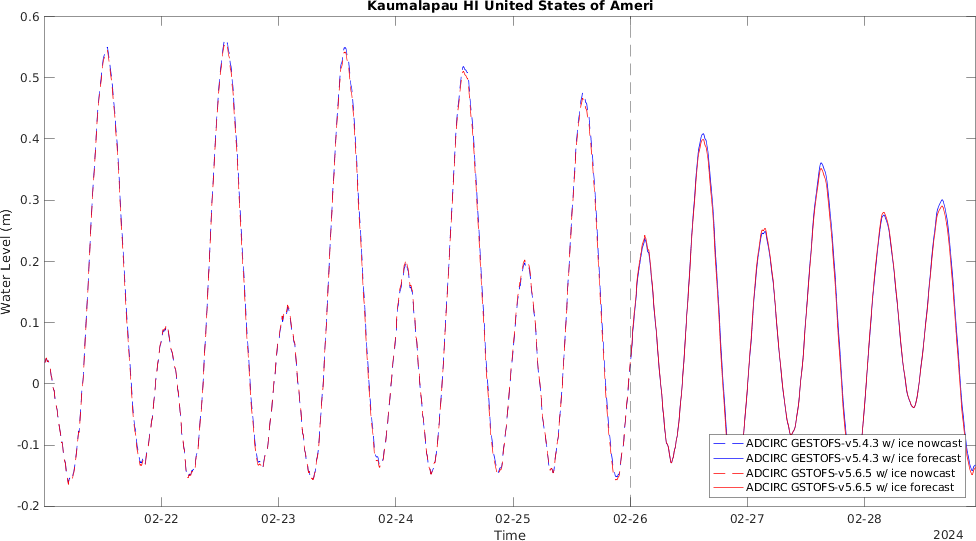 Kaumalapau HI United States of Ameri
0.6
0.5
0.4
0.3
0.2
0.1
0
-0.1
-0.2
Water Level (m)
02-22 02-23 02-24 02-25 02-26 02-27 02-28
Time
2024
ADCIRC GESTOFS-v5.4.3 w/ ice nowcast
ADCIRC GESTOFS-v5.4.3 w/ ice forecast
ADCIRC GSTOFS-v5.6.5 w/ ice nowcast
ADCIRC GSTOFS-v5.6.5 w/ ice forecast